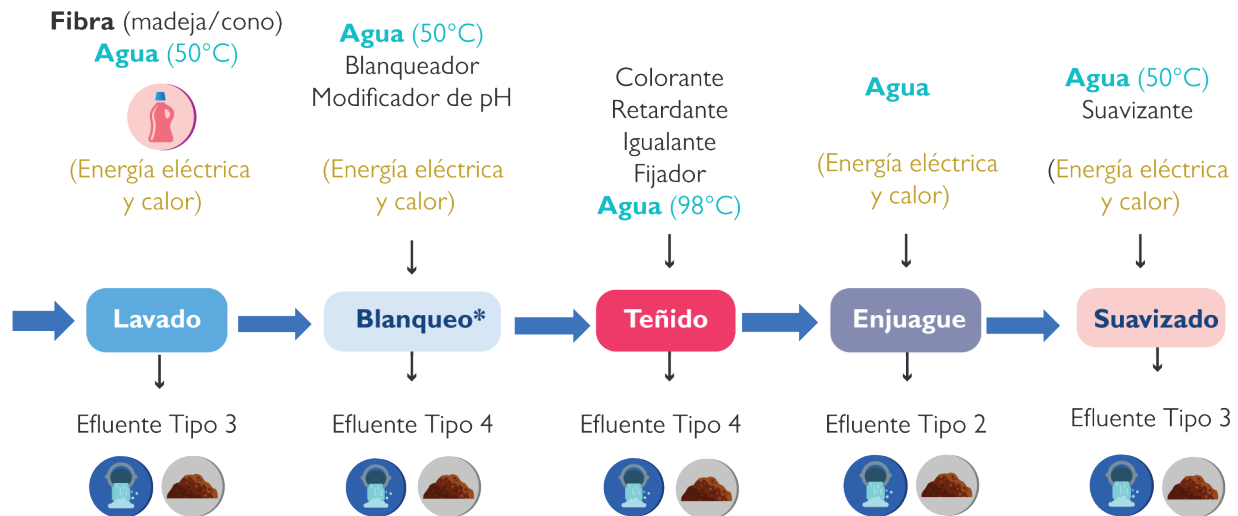 Fibra (madeja/cono)
Agua (50°C)
(Energía eléctrica
y calor)
Lavado
Efluente Tipo 3
Agua (50°C)
Blanqueador
Modificador de pH
(Energía eléctrica
y calor)
Blanqueo*
Efluente Tipo 4
Colorante
Retardante
Igualante
Fijador
Agua (98°C)
Teñido
Efluente Tipo 4
Agua
(Energía eléctrica
y calor)
Enjuague
Efluente Tipo 2
Agua (50°C)
Suavizante
(Energía eléctrica
y calor)
Suavizado
Efluente Tipo 3